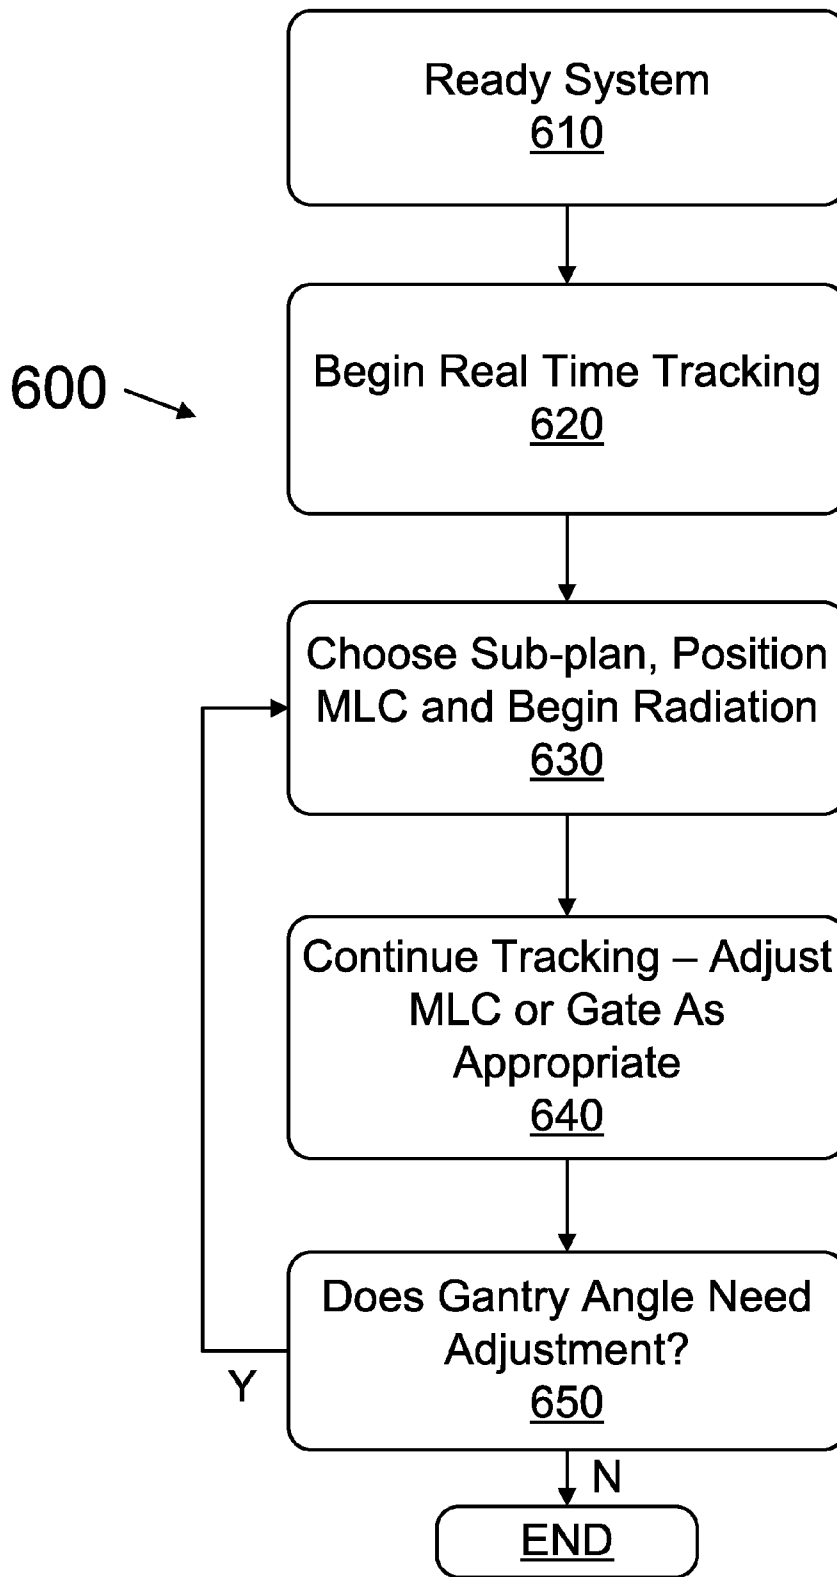 Ready System
610
600
Begin Real Time Tracking
620
Choose Sub-plan, Position
MLC and Begin Radiation
630
Continue Tracking – Adjust
MLC or Gate As
Appropriate
640
Does Gantry Angle Need
Adjustment?
650
Y
N
END